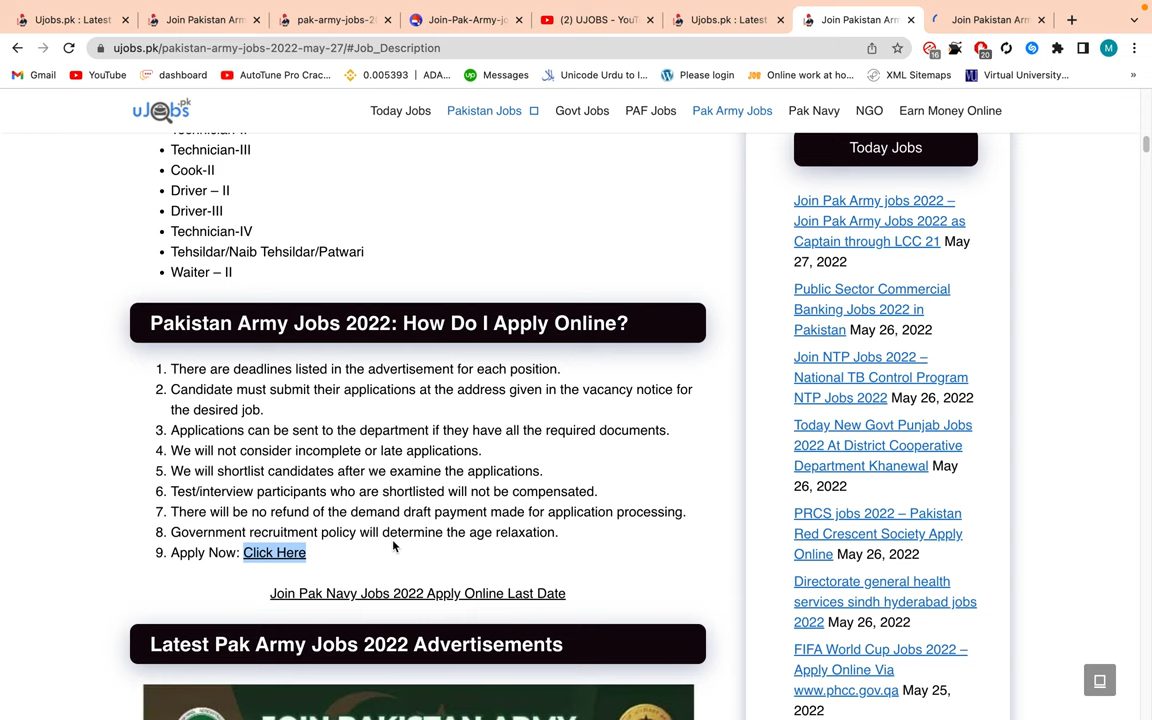 Ujobs.pk : Latest
Join Pakistan Arm
pak-army-jobs-2
Join-Pak-Army-jo
(2) UJOBS - YouT
Ujobs.pk : Latest
Join Pakistan Arm
Join Pakistan Arm
ujobs.pk/pakistan-army-jobs-2022-may-27/#Job_Description
16
20
M
Gmail
YouTube
dashboard
AutoTune Pro Crac...
0.005393 | ADA...
Messages
Unicode Urdu to I...
Please login
Online work at ho...
XML Sitemaps
Virtual University...
»
uJobs.pk
Today Jobs
Pakistan Jobs
Govt Jobs
PAF Jobs
Pak Army Jobs
Pak Navy
NGO
Earn Money Online
Technician-II
• Technician-III
• Cook-II
• Driver – II
• Driver-III
• Technician-IV
• Tehsildar/Naib Tehsildar/Patwari
• Waiter – II
Pakistan Army Jobs 2022: How Do I Apply Online?
1. There are deadlines listed in the advertisement for each position.
2. Candidate must submit their applications at the address given in the vacancy notice for
the desired job.
3. Applications can be sent to the department if they have all the required documents.
4. We will not consider incomplete or late applications.
5. We will shortlist candidates after we examine the applications.
6. Test/interview participants who are shortlisted will not be compensated.
7. There will be no refund of the demand draft payment made for application processing.
8. Government recruitment policy will determine the age relaxation.
9. Apply Now: Click Here
Join Pak Navy Jobs 2022 Apply Online Last Date
Latest Pak Army Jobs 2022 Advertisements
JOIN PAKISTAN ARMY
Today Jobs
Join Pak Army jobs 2022 –
Join Pak Army Jobs 2022 as
Captain through LCC 21 May
27, 2022
Public Sector Commercial
Banking Jobs 2022 in
Pakistan May 26, 2022
Join NTP Jobs 2022 –
National TB Control Program
NTP Jobs 2022 May 26, 2022
Today New Govt Punjab Jobs
2022 At District Cooperative
Department Khanewal May
26, 2022
PRCS jobs 2022 – Pakistan
Red Crescent Society Apply
Online May 26, 2022
Directorate general health
services sindh hyderabad jobs
2022 May 26, 2022
FIFA World Cup Jobs 2022 –
Apply Online Via
www.phcc.gov.qa May 25,
2022